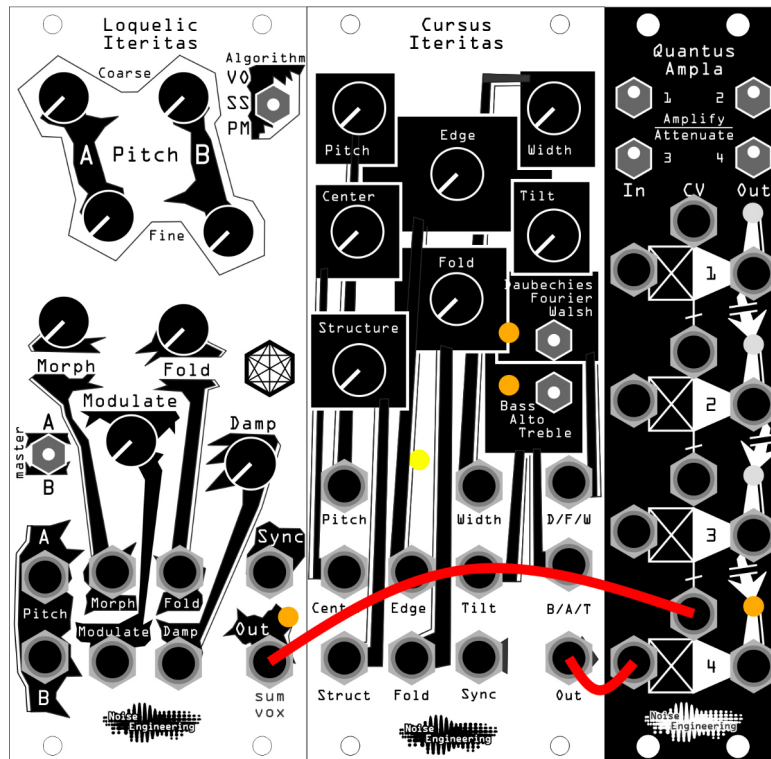 Loquelic
Iteritas
Coarse
Algorithm
VO
SS
PM
A
Pitch
B
Fine
Morph
Fold
Modulate
Damp
master
A
B
A
Sync
Morph
Fold
Pitch
Out
Modulate
Damp
B
sum
vox
Noise
Engineering
Cursus
Iteritas
Pitch
Edge
Width
Center
Tilt
Fold
Daubechies
Fourier
Walsh
Structure
Bass
Alto
Treble
Pitch
Width
D/F/W
Edge
Tilt
B/A/T
Struct
Fold
Sync
Out
Noise
Engineering
Quantus
Ampla
1
2
Amplify
Attenuate
3
4
In
CV
Out
1
2
3
4
Noise
Engineering